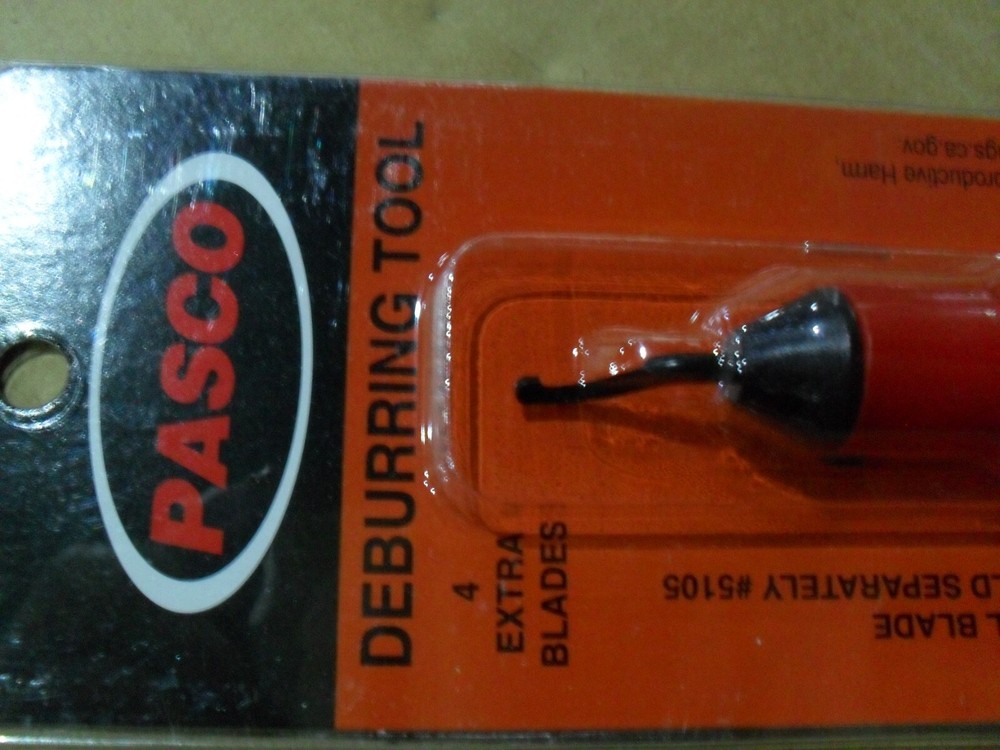 PASCO
DEBURRING TOOL
4
EXTRA
BLADES
L BLADE
LD SEPARATELY #5105
productive Harm,
gs.ca.gov.